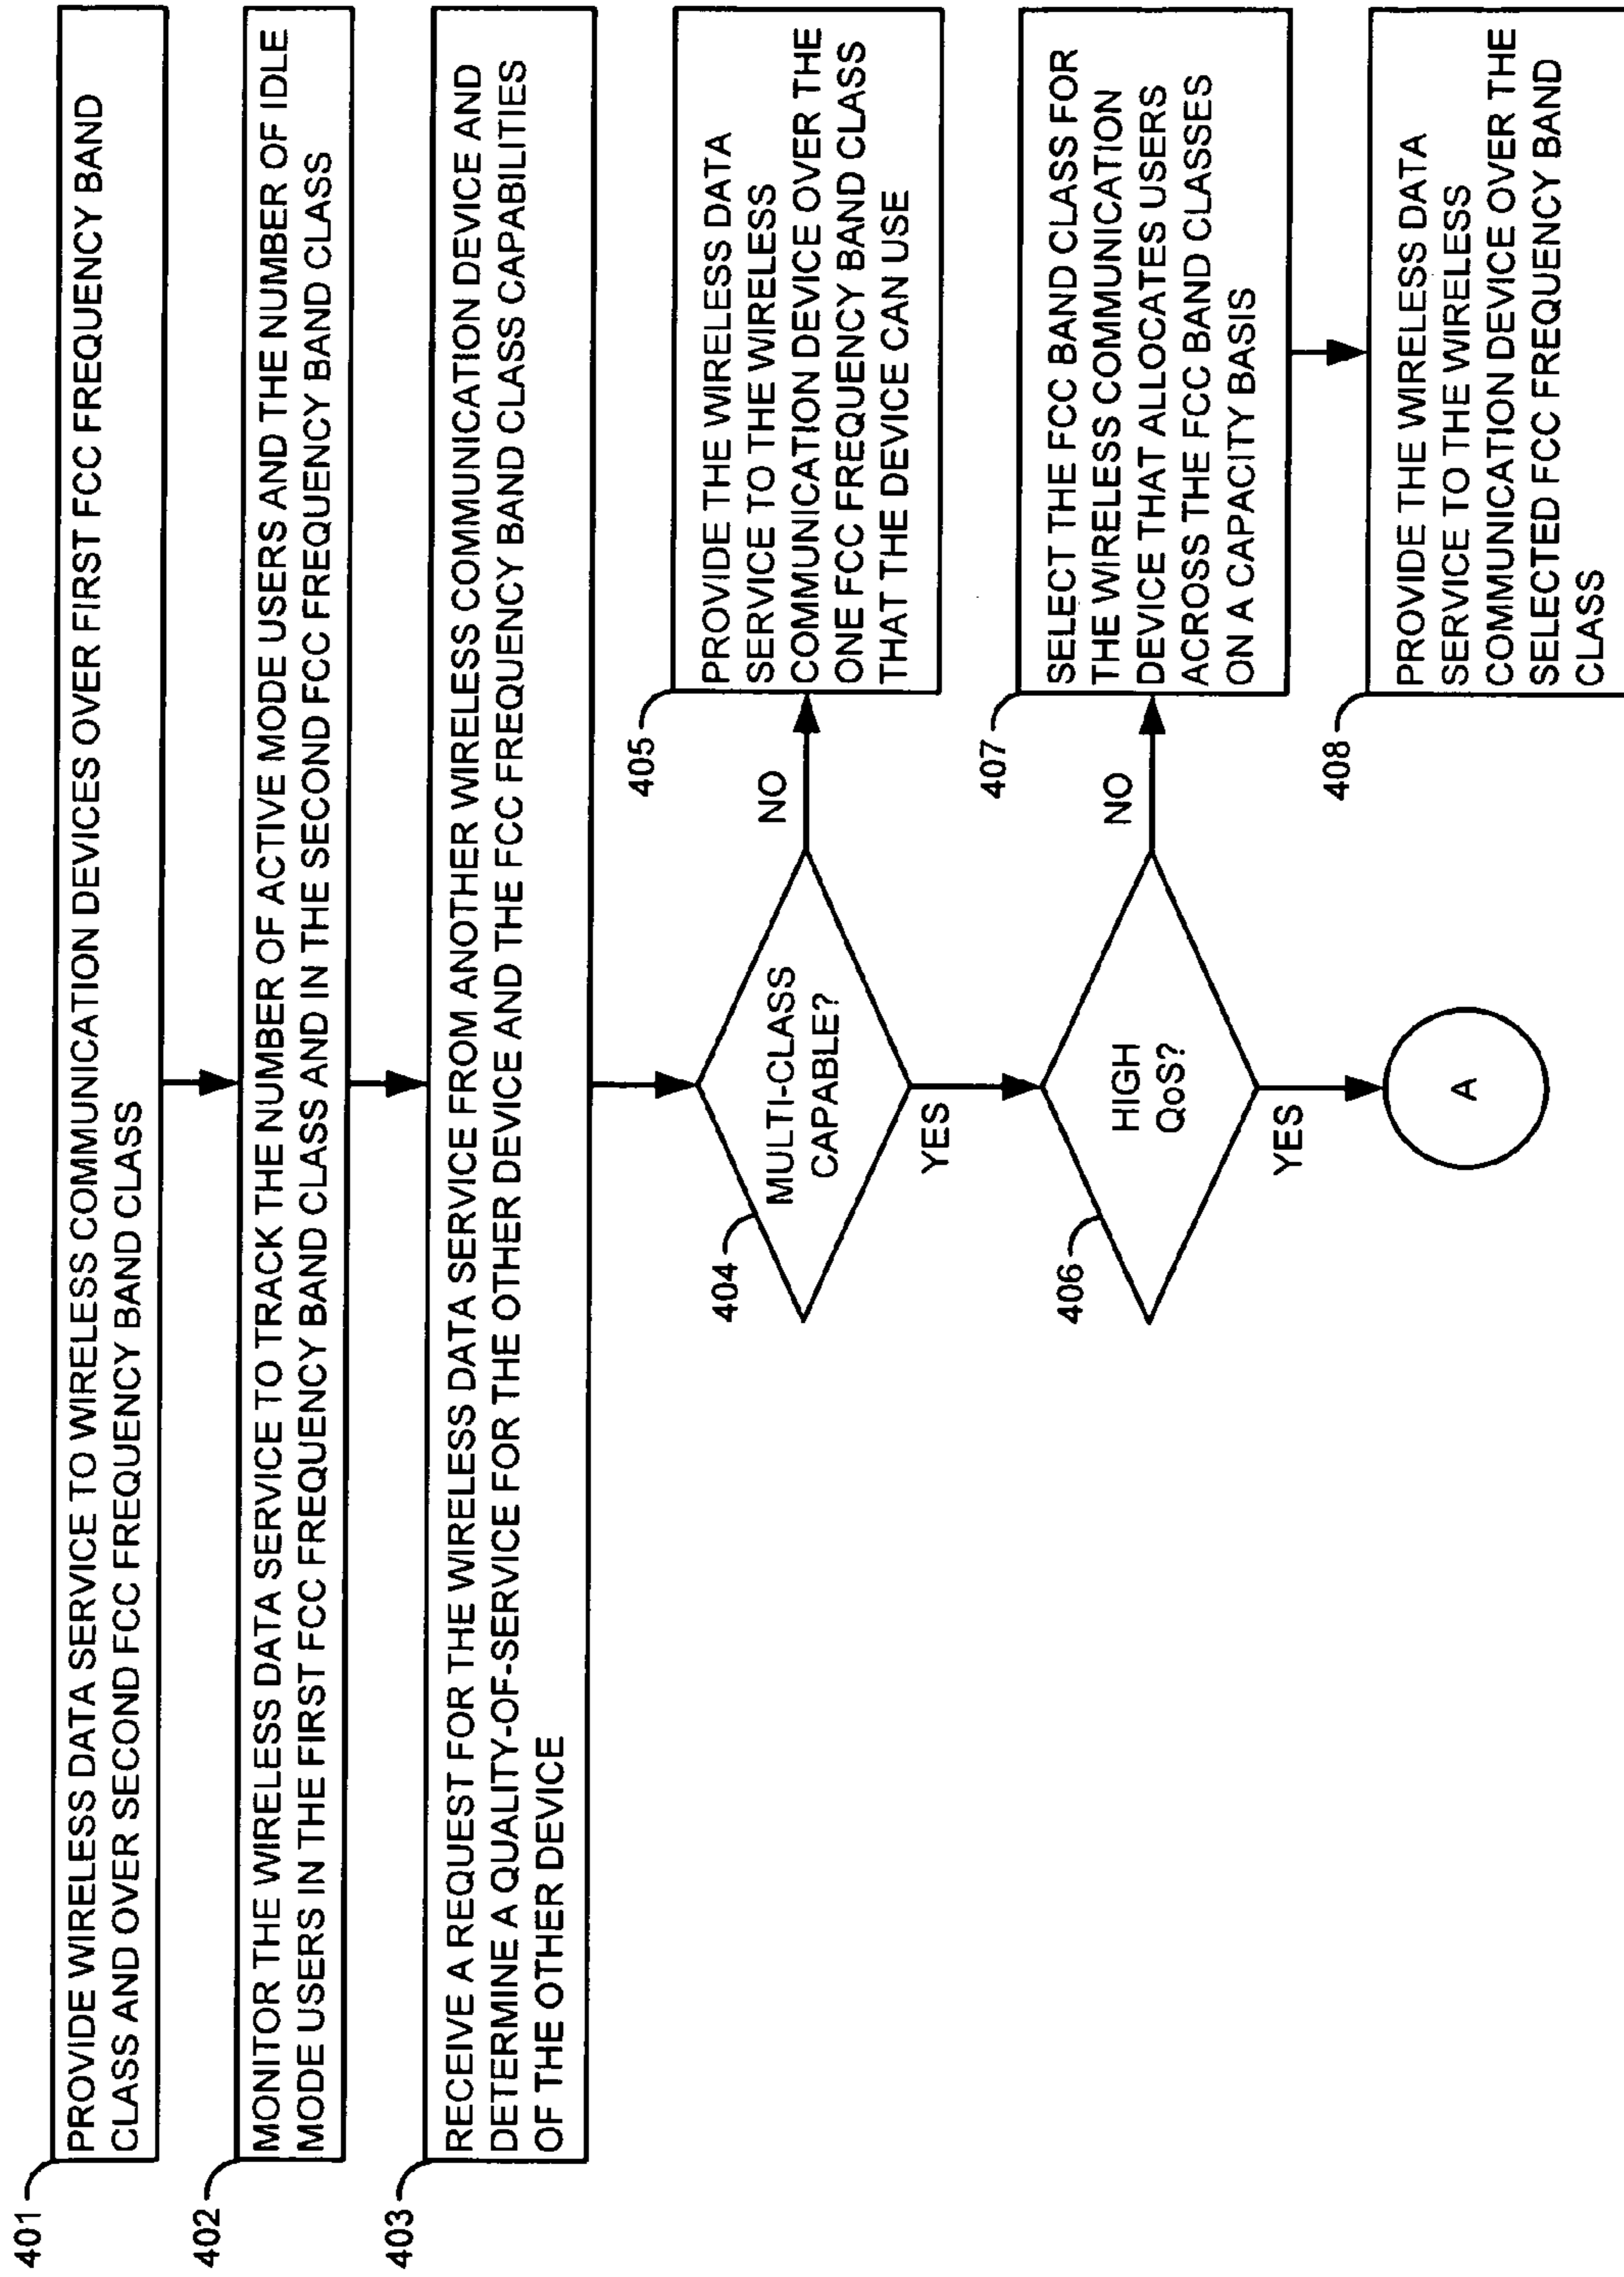 401
PROVIDE WIRELESS DATA SERVICE TO WIRELESS COMMUNICATION DEVICES OVER FIRST FCC FREQUENCY BAND
CLASS AND OVER SECOND FCC FREQUENCY BAND CLASS
402
MONITOR THE WIRELESS DATA SERVICE TO TRACK THE NUMBER OF ACTIVE MODE USERS AND THE NUMBER OF IDLE
MODE USERS IN THE FIRST FCC FREQUENCY BAND CLASS AND IN THE SECOND FCC FREQUENCY BAND CLASS
403
RECEIVE A REQUEST FOR THE WIRELESS DATA SERVICE FROM ANOTHER WIRELESS COMMUNICATION DEVICE AND
DETERMINE A QUALITY-OF-SERVICE FOR THE OTHER DEVICE AND THE FCC FREQUENCY BAND CLASS CAPABILITIES
OF THE OTHER DEVICE
404
MULTI-CLASS
CAPABLE?
NO
YES
405
PROVIDE THE WIRELESS DATA
SERVICE TO THE WIRELESS
COMMUNICATION DEVICE OVER THE
ONE FCC FREQUENCY BAND CLASS
THAT THE DEVICE CAN USE
406
HIGH
QoS?
NO
YES
407
SELECT THE FCC BAND CLASS FOR
THE WIRELESS COMMUNICATION
DEVICE THAT ALLOCATES USERS
ACROSS THE FCC BAND CLASSES
ON A CAPACITY BASIS
408
PROVIDE THE WIRELESS DATA
SERVICE TO THE WIRELESS
COMMUNICATION DEVICE OVER THE
SELECTED FCC FREQUENCY BAND
CLASS
A